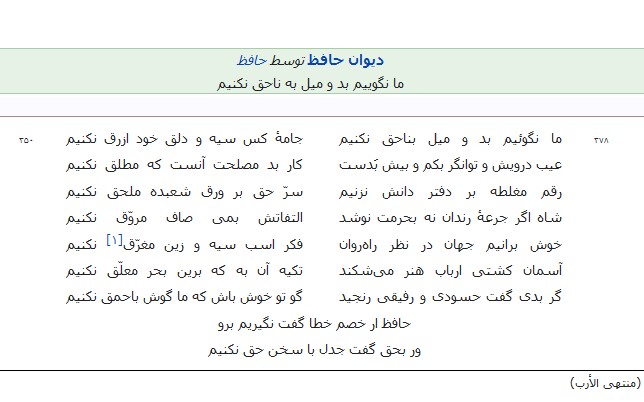 دیوان حافظ توسط حافظ
ما نگوییم بد و میل به ناحق نکنیم
۳۷۸ ما نگوئیم بد و میل بناحق نکنیم جامهٔ کس سیه و دلق خود ازرق نکنیم ۳۵۰
عیب درویش و توانگر بکم و بیش بَدست کار بد مصلحت آنست که مطلق نکنیم
رقم مغلطه بر دفتر دانش نزنیم سرّ حق بر ورق شعبده ملحق نکنیم
شاه اگر جرعهٔ رندان نه بحرمت نوشد التفاتش بمی صاف مروّق نکنیم
خوش برانیم جهان در نظر راه‌روان فکر اسب سیه و زین مغرّق[۱] نکنیم
آسمان کشتی ارباب هنر می‌شکند تکیه آن به که برین بحر معلّق نکنیم
گر بدی گفت حسودی و رفیقی رنجید گو تو خوش باش که ما گوش باحمق نکنیم
حافظ ار خصم خطا گفت نگیریم برو
ور بحق گفت جدل با سخن حق نکنیم
(منتهی الأرب)